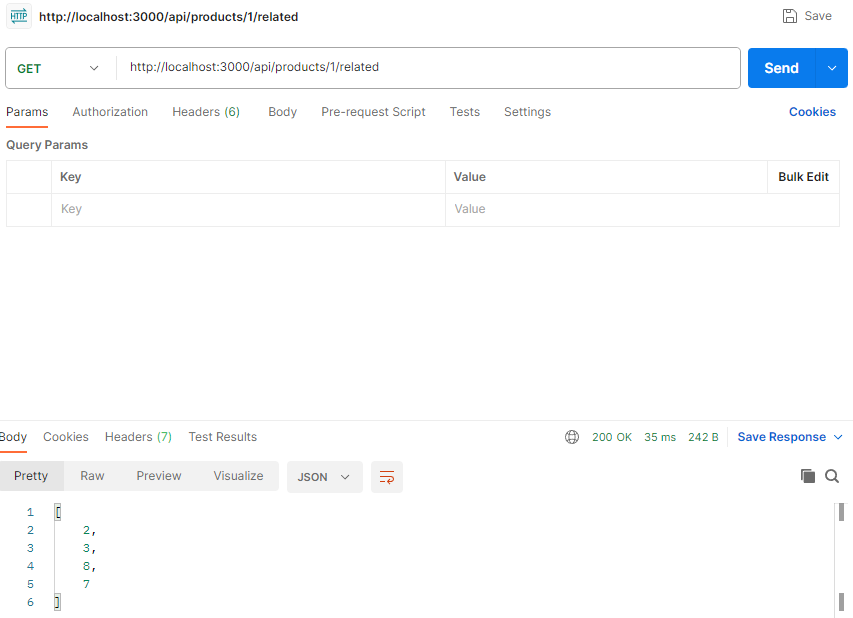 HTTP http://localhost:3000/api/products/1/related Save
GET http://localhost:3000/api/products/1/related Send
Params Authorization Headers (6) Body Pre-request Script Tests Settings Cookies
Query Params
Key Value Bulk Edit
Key Value
Body Cookies Headers (7) Test Results 200 OK 35 ms 242 B Save Response
Pretty Raw Preview Visualize JSON
1 [
2 2,
3 3,
4 8,
5 7
6 ]